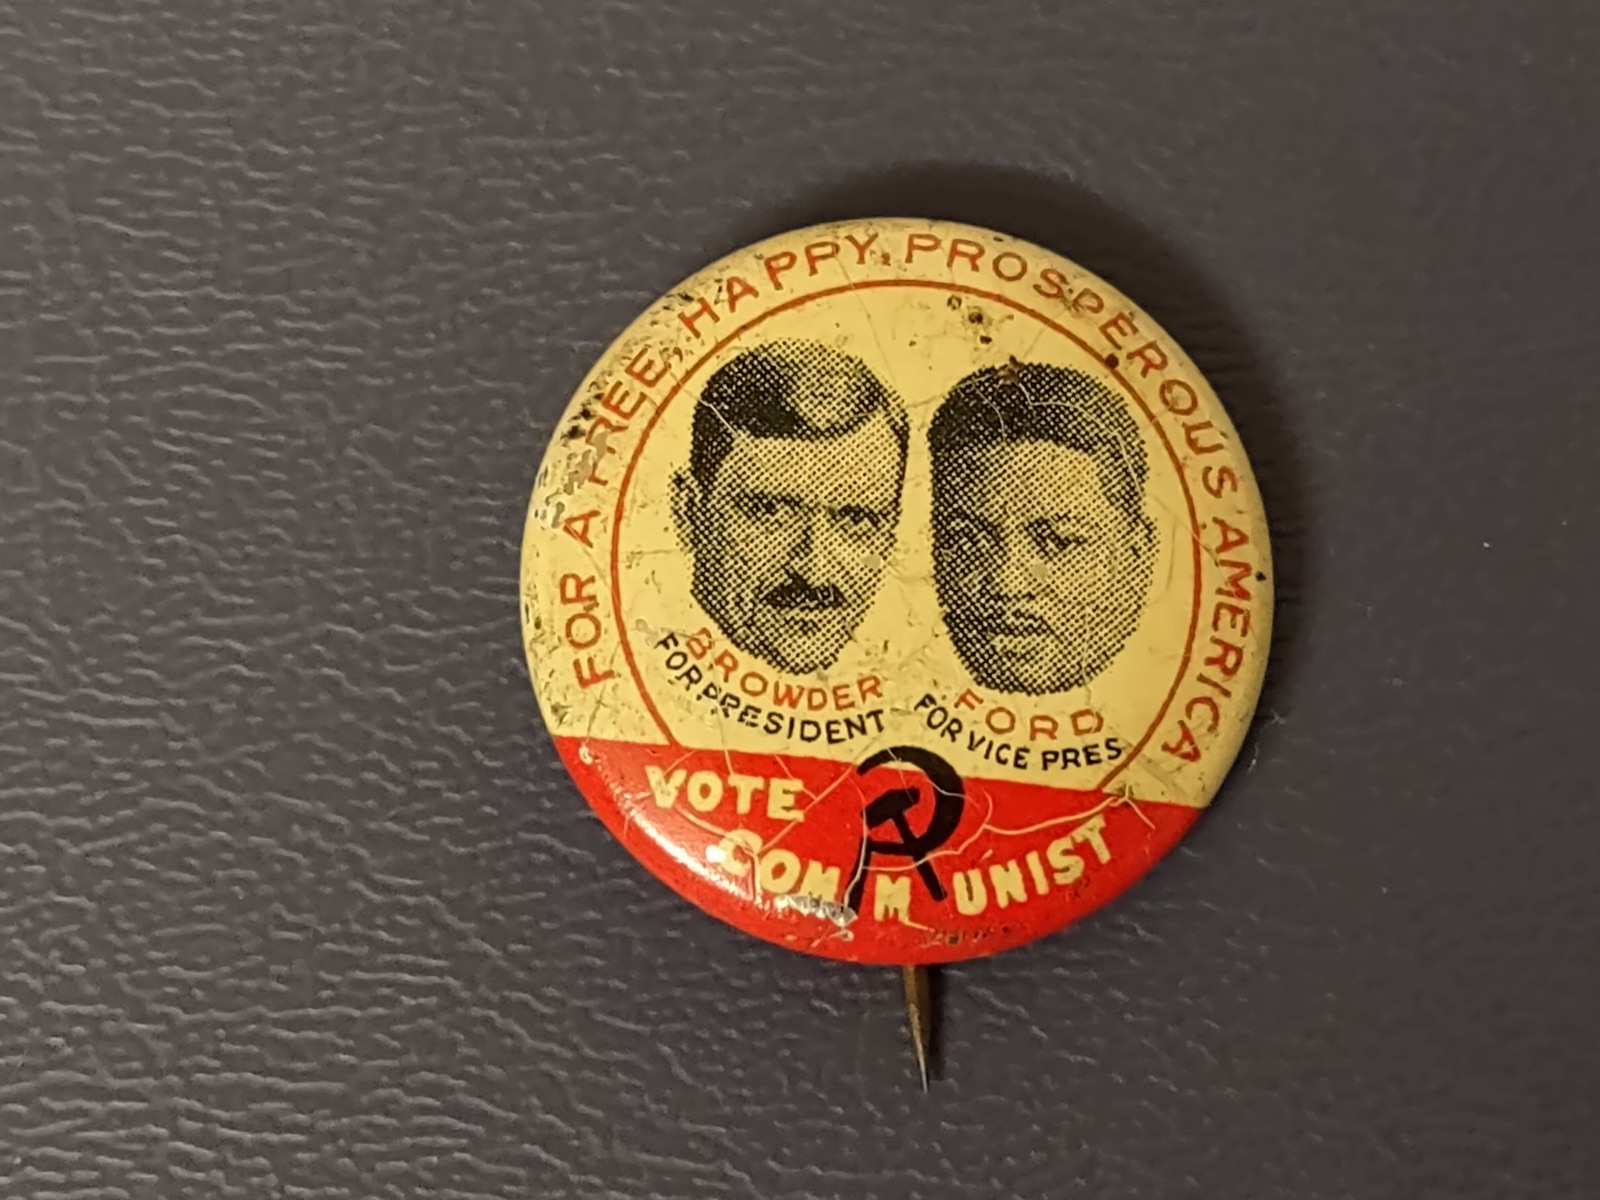 FOR A FREE, HAPPY, PROSPEROUS AMERICA
BROWDER
FOR PRESIDENT
FORD
FOR VICE PRES
VOTE
COMMUNIST